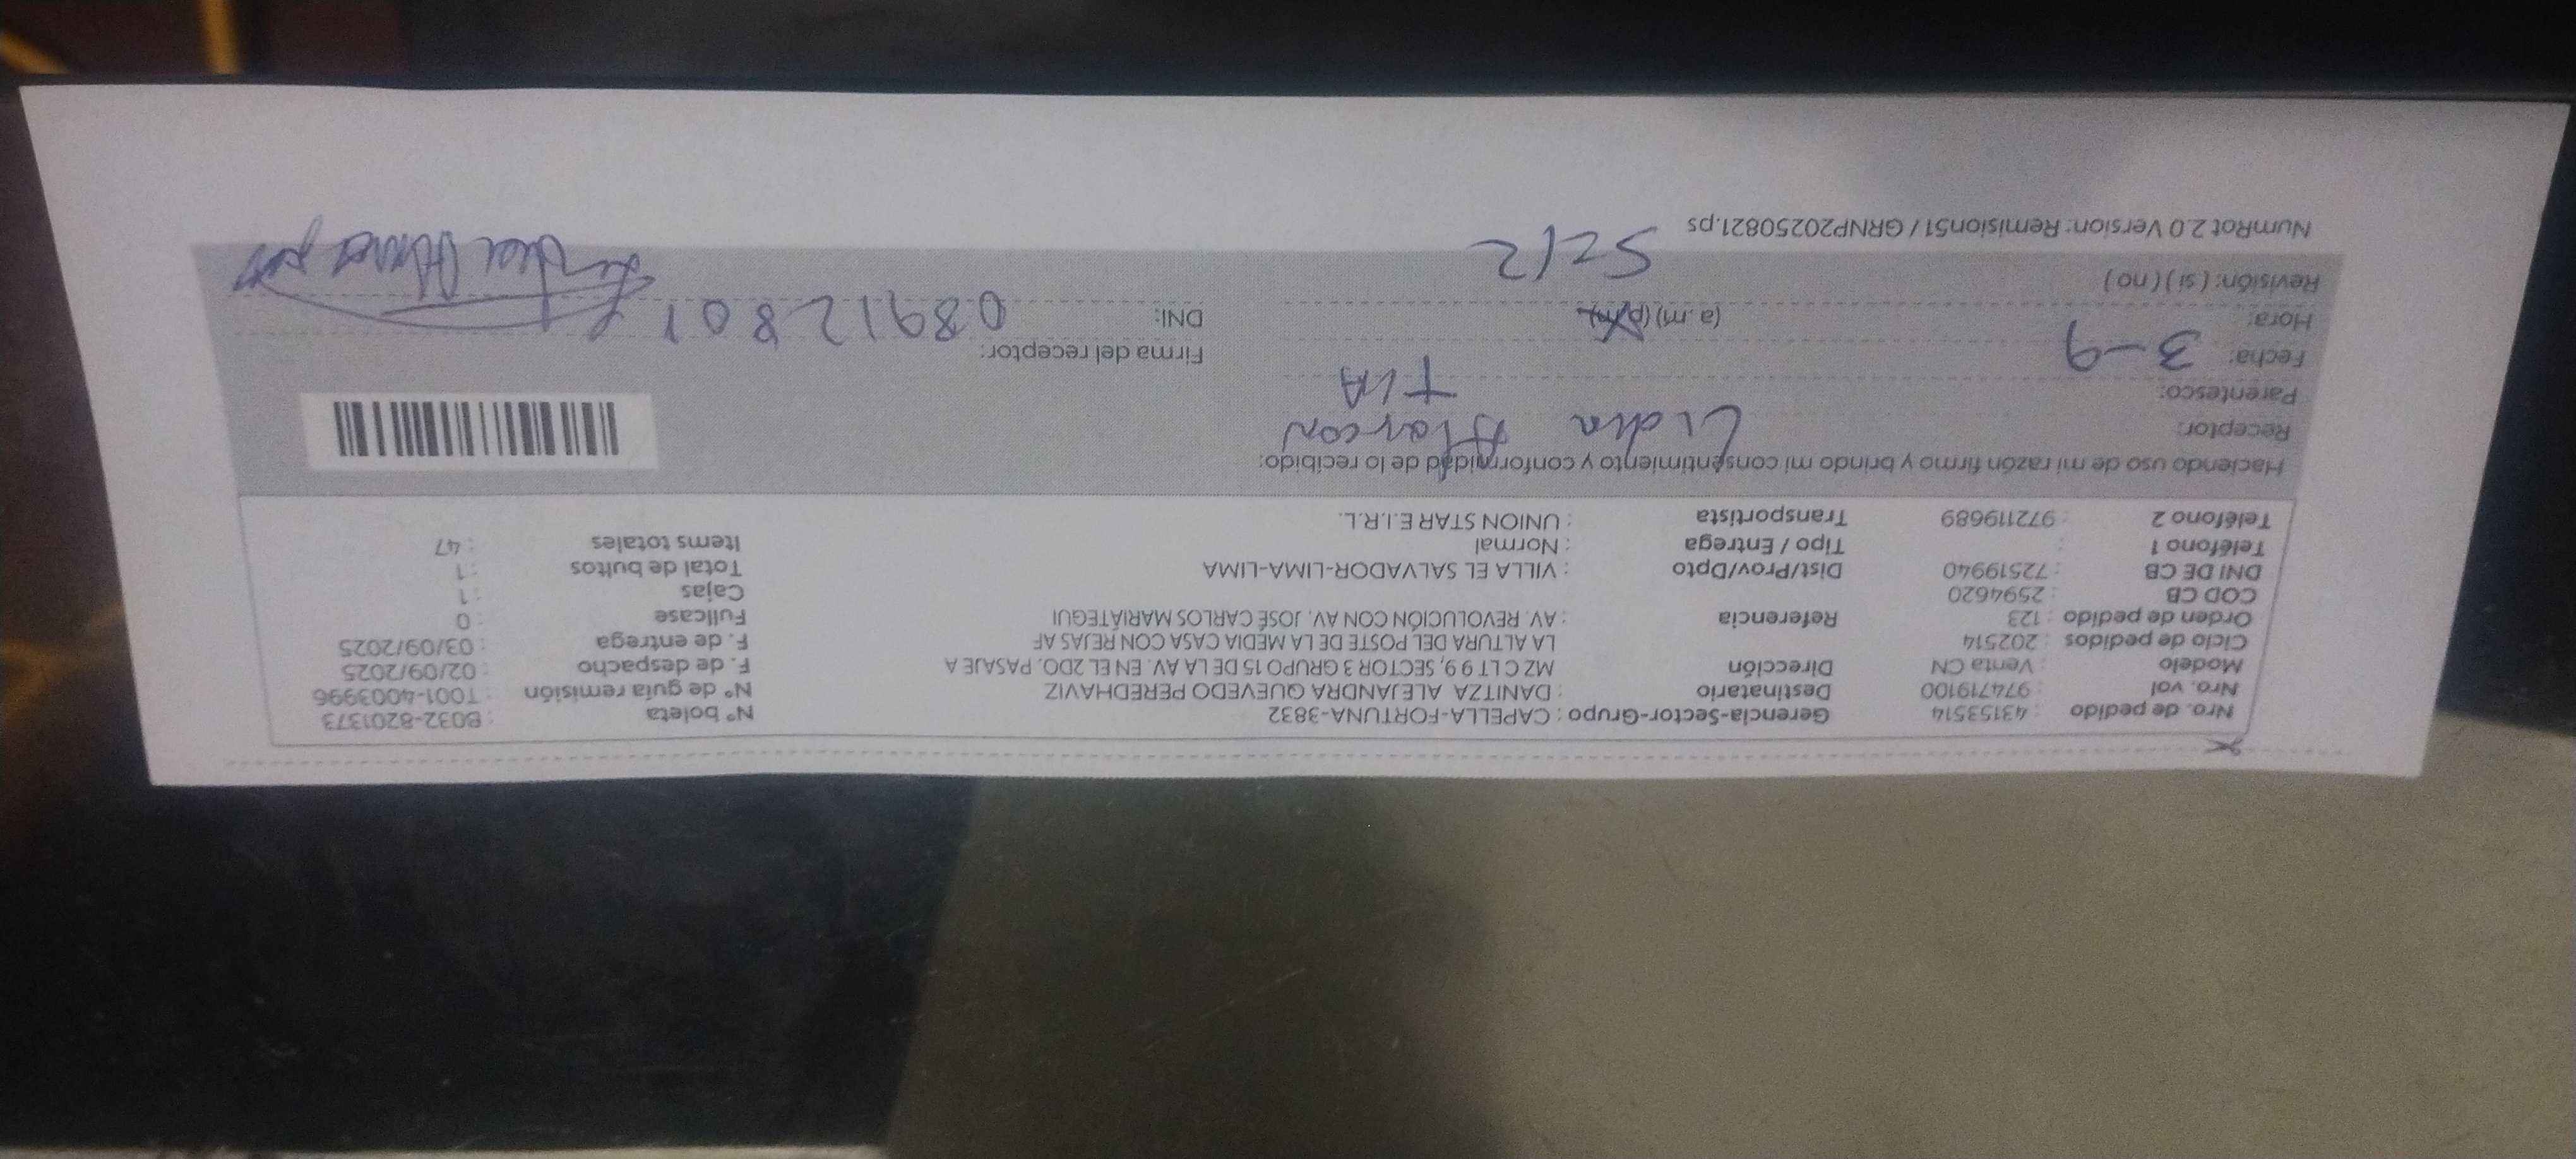 Nro. de pedido : 43153514 Gerencia-Sector-Grupo : CAPELLA-FORTUNA-3832 N° boleta : B032-8201373
Nro. vol : 974719100 Destinatario : DANITZA ALEJANDRA QUEVEDO PEREDHAVIZ N° de guía remisión : T001-4003996
Modelo : Venta CN Dirección MZ C LT 9 9, SECTOR 3 GRUPO 15 DE LA AV. EN EL 2DO. PASAJE A F. de despacho : 02/09/2025
Ciclo de pedidos : 202514 LA ALTURA DEL POSTE DE LA MEDIA CASA CON REJAS AF F. de entrega : 03/09/2025
Orden de pedido : 123 Referencia : AV. REVOLUCIÓN CON AV. JOSÉ CARLOS MARIÁTEGUI Fullcase : 0
COD CB : 2594620 Cajas : 1
DNI DE CB : 72519940 Dist/Prov/Dpto : VILLA EL SALVADOR-LIMA-LIMA Total de bultos : 1
Teléfono 1 : Tipo / Entrega : Normal Items totales : 47
Teléfono 2 : 972119689 Transportista : UNION STAR E.I.R.L.
Haciendo uso de mi razón firmo y brindo mi consentimiento y conformidad de lo recibido:
Receptor: Lidia Alarcon
Parentesco: TIA
Fecha: 3-9 Firma del receptor:
Hora: (a. m) (p.m) DNI: 08912801
Revisión: ( si ) ( no )
NumRot 2.0 Version: Remision51 / GRNP20250821.ps